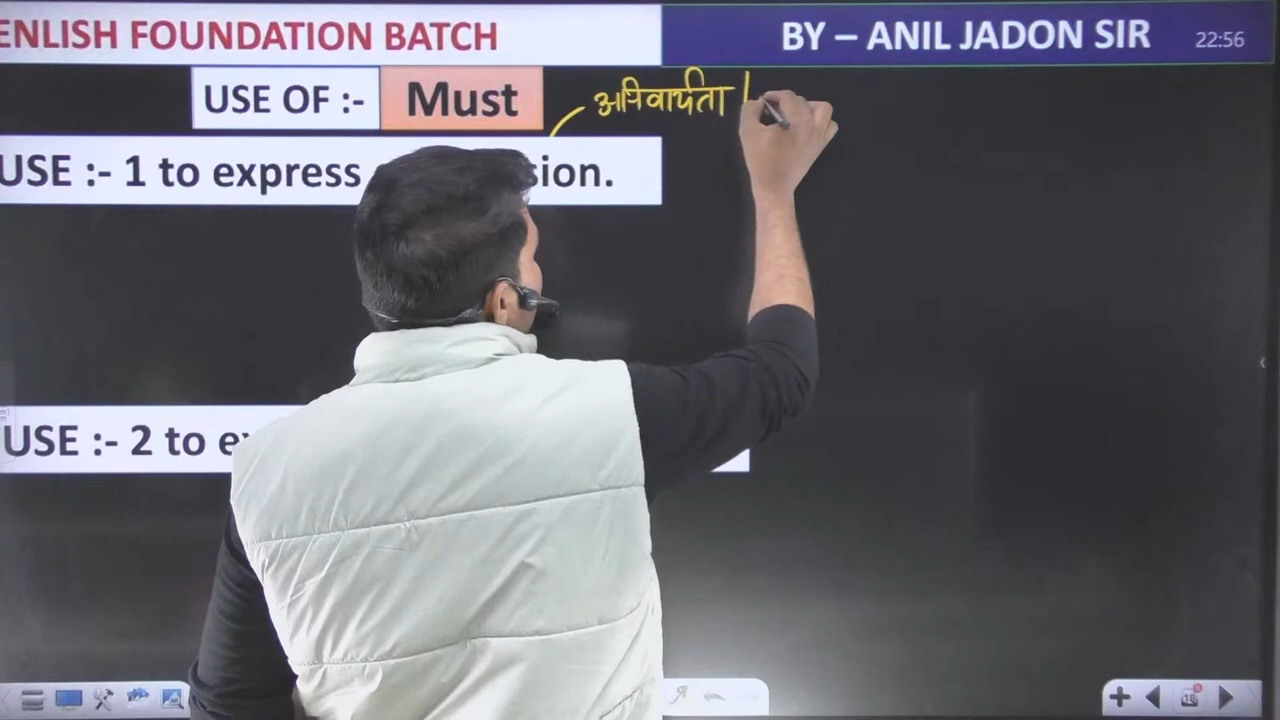 ENLISH FOUNDATION BATCH
BY – ANIL JADON SIR
22:56
USE OF :-
Must
अनिवार्यता
USE :- 1 to express sion.
USE :- 2 to ex
18